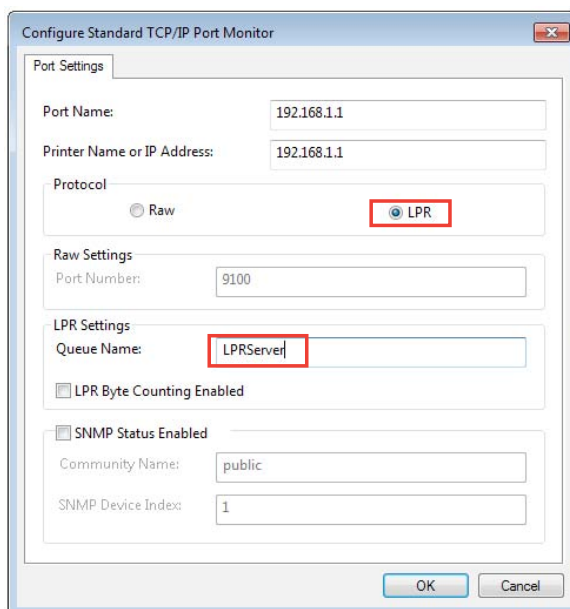 Configure Standard TCP/IP Port Monitor
Port Settings
Port Name: 192.168.1.1
Printer Name or IP Address: 192.168.1.1
Protocol
Raw LPR
Raw Settings
Port Number: 9100
LPR Settings
Queue Name: LPRServer
LPR Byte Counting Enabled
SNMP Status Enabled
Community Name: public
SNMP Device Index: 1
OK Cancel